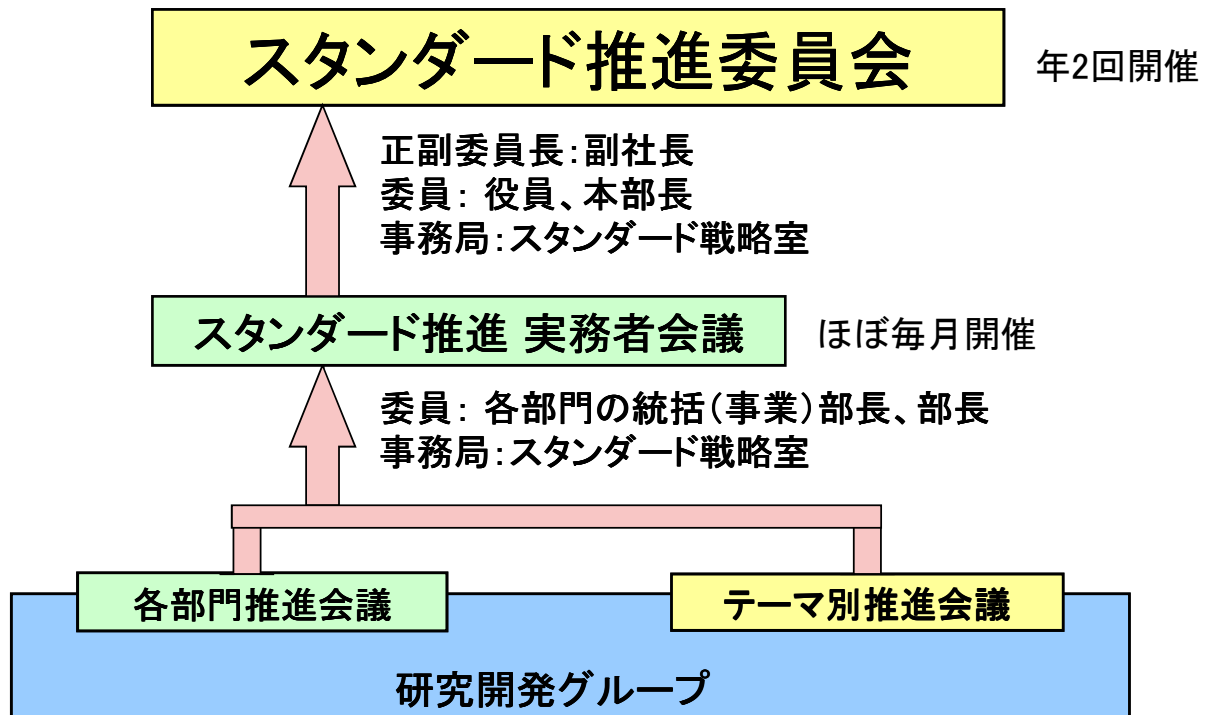 スタンダード推進委員会
年2回開催
正副委員長：副社長
委員： 役員、本部長
事務局：スタンダード戦略室
スタンダード推進 実務者会議
ほぼ毎月開催
委員： 各部門の統括（事業）部長、部長
事務局：スタンダード戦略室
各部門推進会議
テーマ別推進会議
研究開発グループ